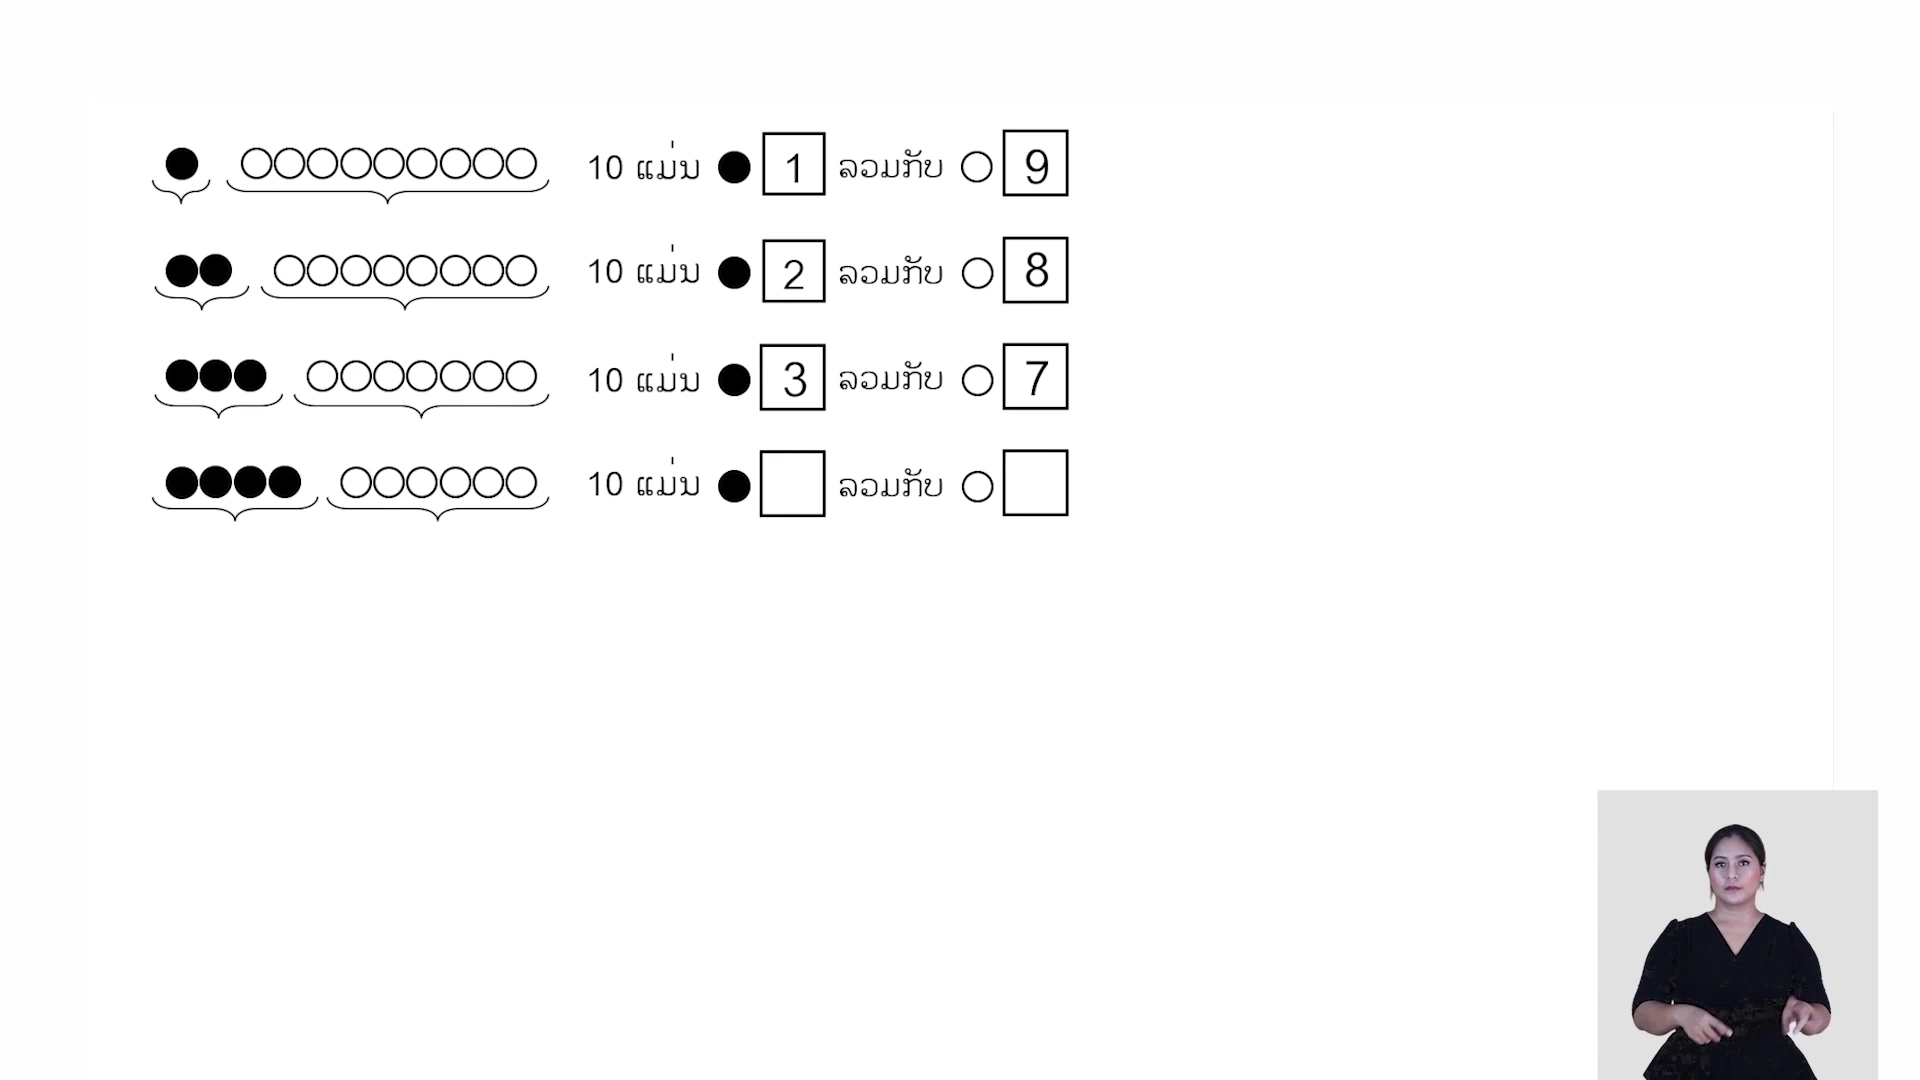 10 ແມ່ນ ● 1 ລວມກັບ ○ 9
10 ແມ່ນ ● 2 ລວມກັບ ○ 8
10 ແມ່ນ ● 3 ລວມກັບ ○ 7
10 ແມ່ນ ● ລວມກັບ ○